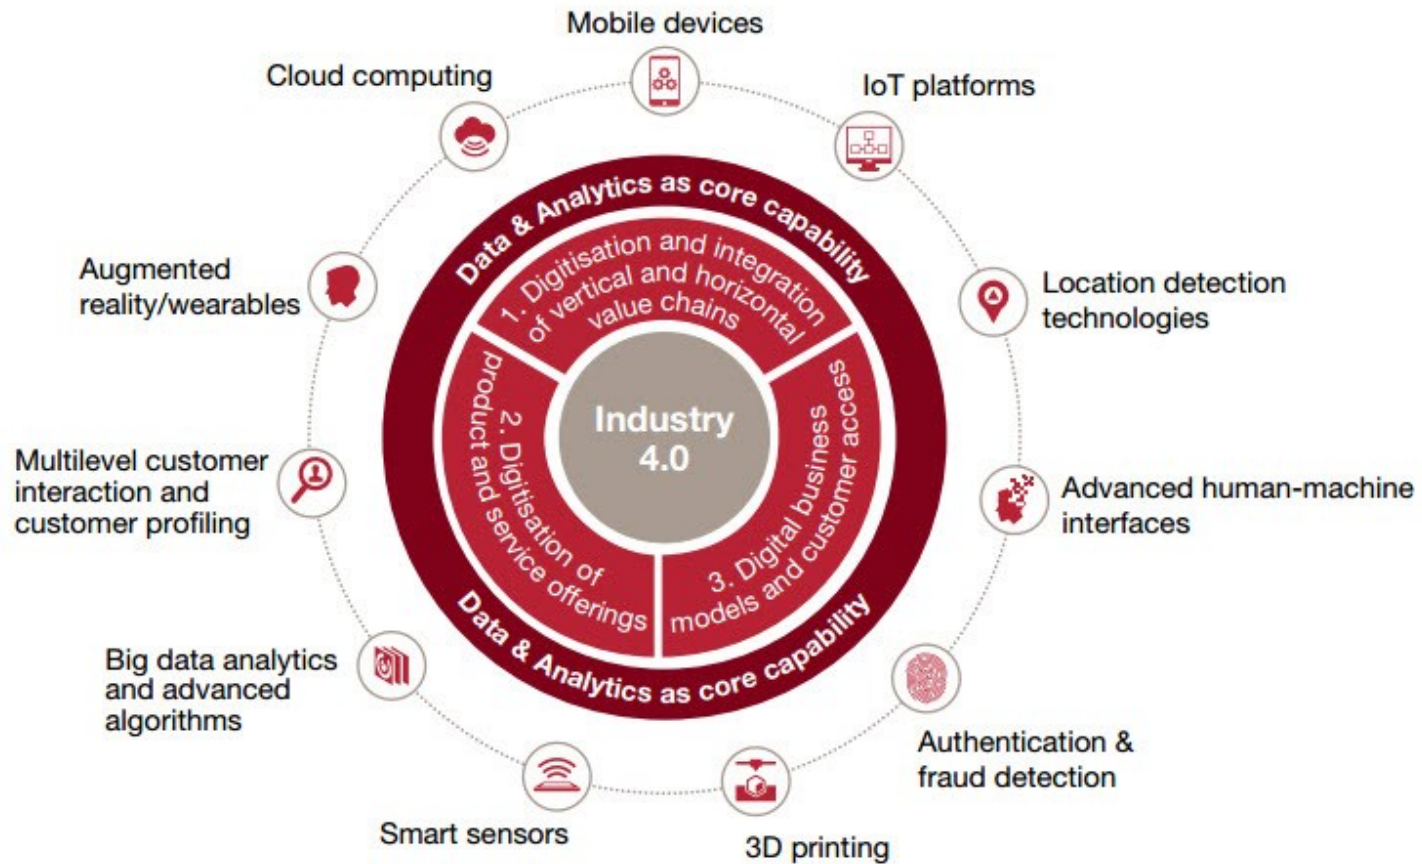 Mobile devices
Cloud computing
IoT platforms
Augmented
reality/wearables
Location detection
technologies
Multilevel customer
interaction and
customer profiling
Advanced human-machine
interfaces
Big data analytics
and advanced
algorithms
Authentication &
fraud detection
Smart sensors
3D printing
Data & Analytics as core capability
1. Digitisation and integration
of vertical and horizontal
value chains
Industry
4.0
2. Digitisation of
product and service offerings
3. Digital business
models and customer access
Data & Analytics as core capability